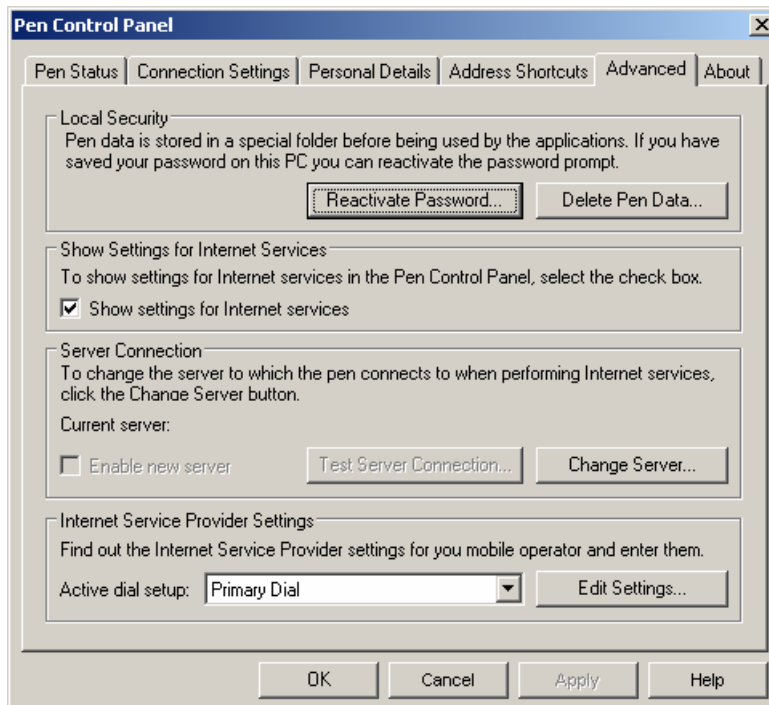 Pen Control Panel
Pen Status Connection Settings Personal Details Address Shortcuts Advanced About
Local Security
Pen data is stored in a special folder before being used by the applications. If you have
saved your password on this PC you can reactivate the password prompt.
Reactivate Password... Delete Pen Data...
Show Settings for Internet Services
To show settings for Internet services in the Pen Control Panel, select the check box.
Show settings for Internet services
Server Connection
To change the server to which the pen connects to when performing Internet services,
click the Change Server button.
Current server:
Enable new server Test Server Connection... Change Server...
Internet Service Provider Settings
Find out the Internet Service Provider settings for you mobile operator and enter them.
Active dial setup: Primary Dial Edit Settings...
OK Cancel Apply Help